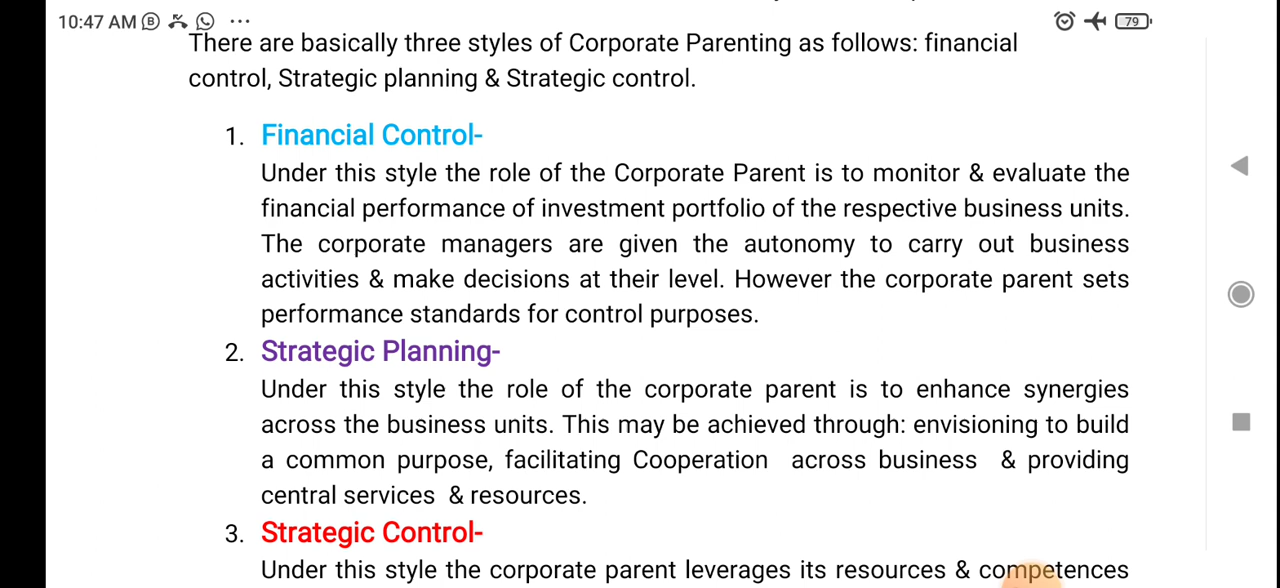 10:47 AM
79
There are basically three styles of Corporate Parenting as follows: financial
control, Strategic planning & Strategic control.
1. Financial Control-
Under this style the role of the Corporate Parent is to monitor & evaluate the
financial performance of investment portfolio of the respective business units.
The corporate managers are given the autonomy to carry out business
activities & make decisions at their level. However the corporate parent sets
performance standards for control purposes.
2. Strategic Planning-
Under this style the role of the corporate parent is to enhance synergies
across the business units. This may be achieved through: envisioning to build
a common purpose, facilitating Cooperation across business & providing
central services & resources.
3. Strategic Control-
Under this style the corporate parent leverages its resources & competences